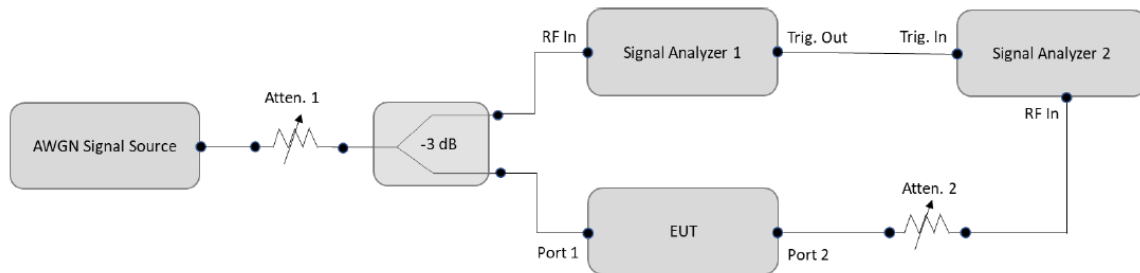 RF In
Signal Analyzer 1
Trig. Out
Trig. In
Signal Analyzer 2
RF In
AWGN Signal Source
Atten. 1
-3 dB
Port 1
EUT
Port 2
Atten. 2